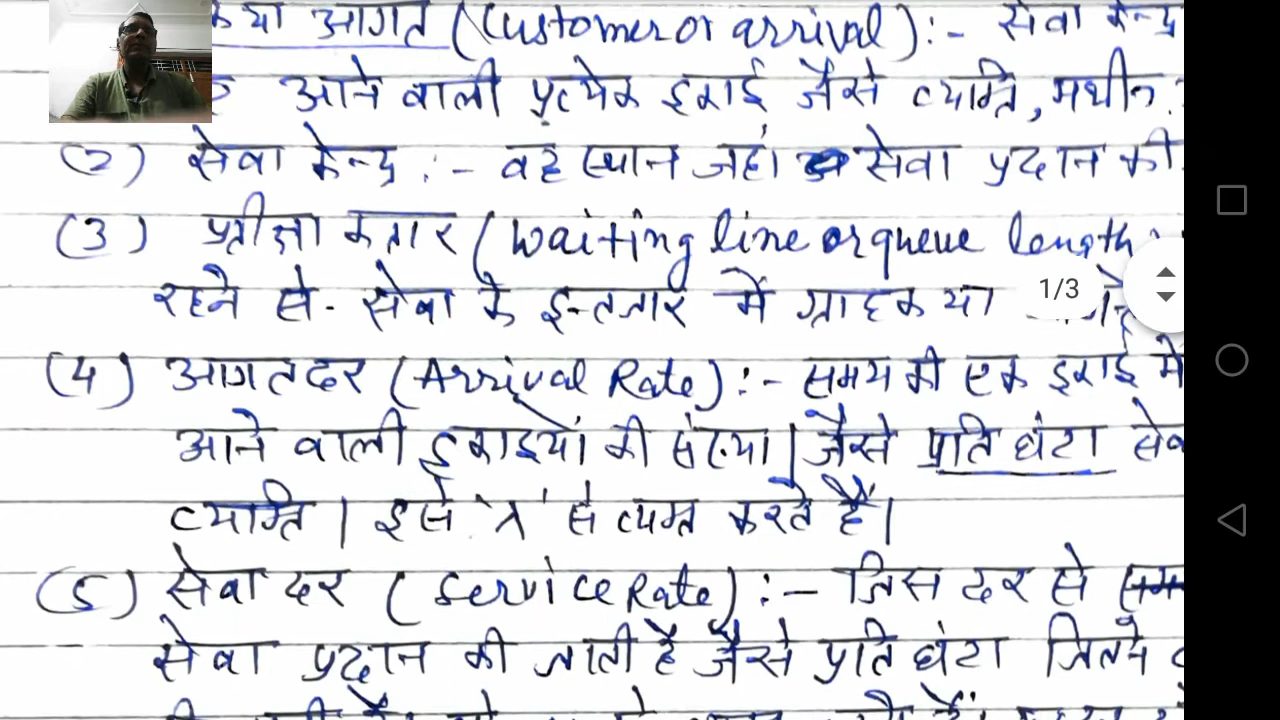 या आगत (Customer or arrival) :- सेवा केन्द्र
आने वाली प्रत्येक इकाई जैसे व्यक्ति, मशीन
(2) सेवा केन्द्र :- वह स्थान जहां सेवा प्रदान की
(3) प्रतीक्षा कतार (Waiting line or queue length
रहने से. सेवा के इन्तजार में ग्राहक या
1/3
(4) आगत दर (Arrival Rate) :- समय की एक इकाई में
आने वाली इकाइयों की संख्या | जैसे प्रति घंटा
व्यक्ति | इसे 'λ' से व्यक्त करते हैं |
(5) सेवा दर (Service Rate) :- जिस दर से
सेवा प्रदान की जाती है जैसे प्रति घंटा जितने